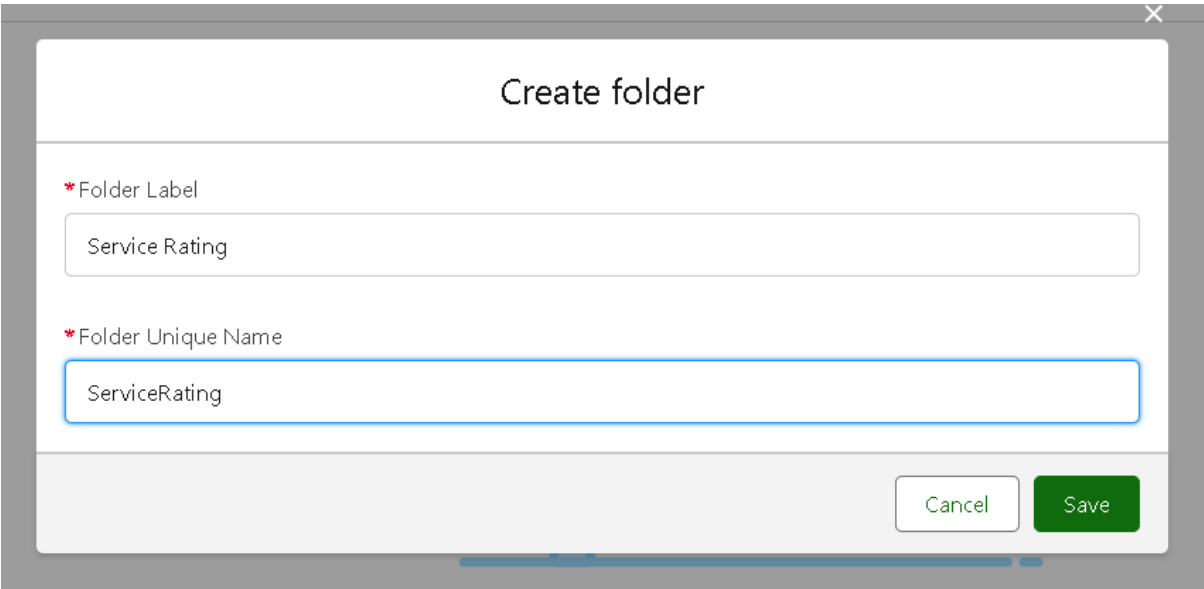 Create folder
*Folder Label
Service Rating
*Folder Unique Name
ServiceRating
Cancel
Save